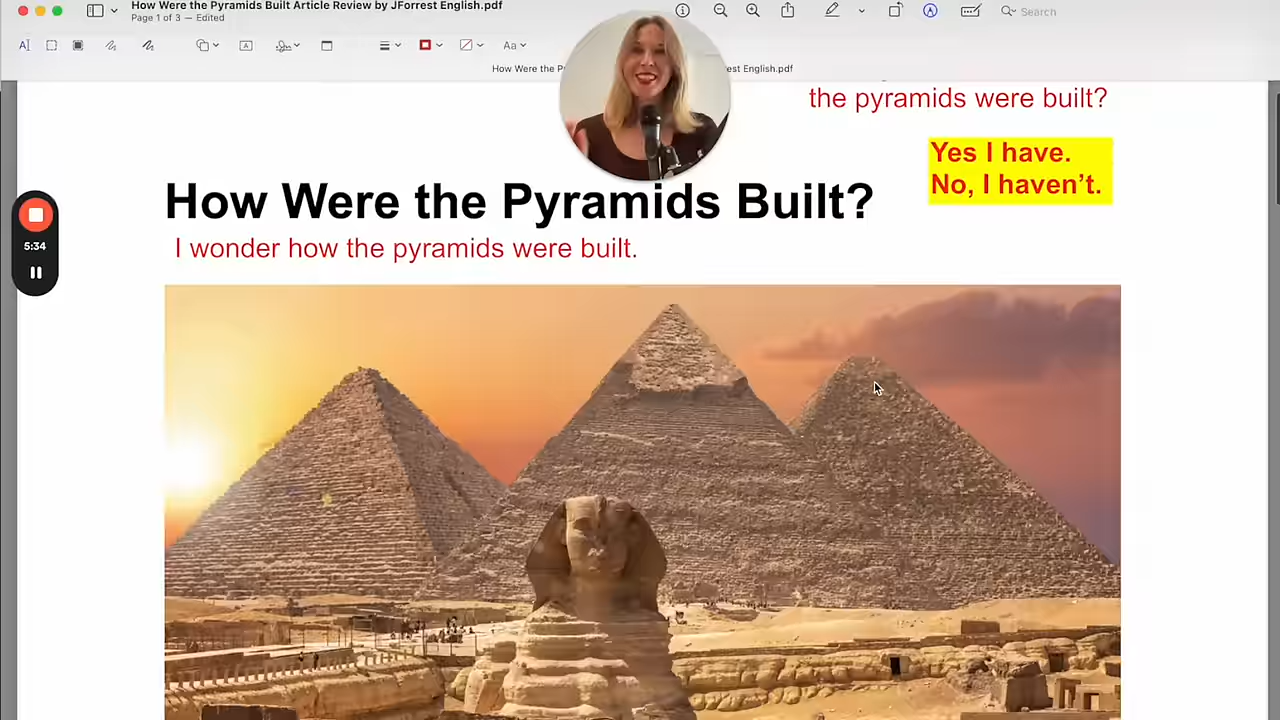 How Were the Pyramids Built Article Review by JForrest English.pdf
Page 1 of 3 — Edited
Search
Aa
How Were the P
rest English.pdf
the pyramids were built?
Yes I have.
No, I haven't.
How Were the Pyramids Built?
I wonder how the pyramids were built.
5:34